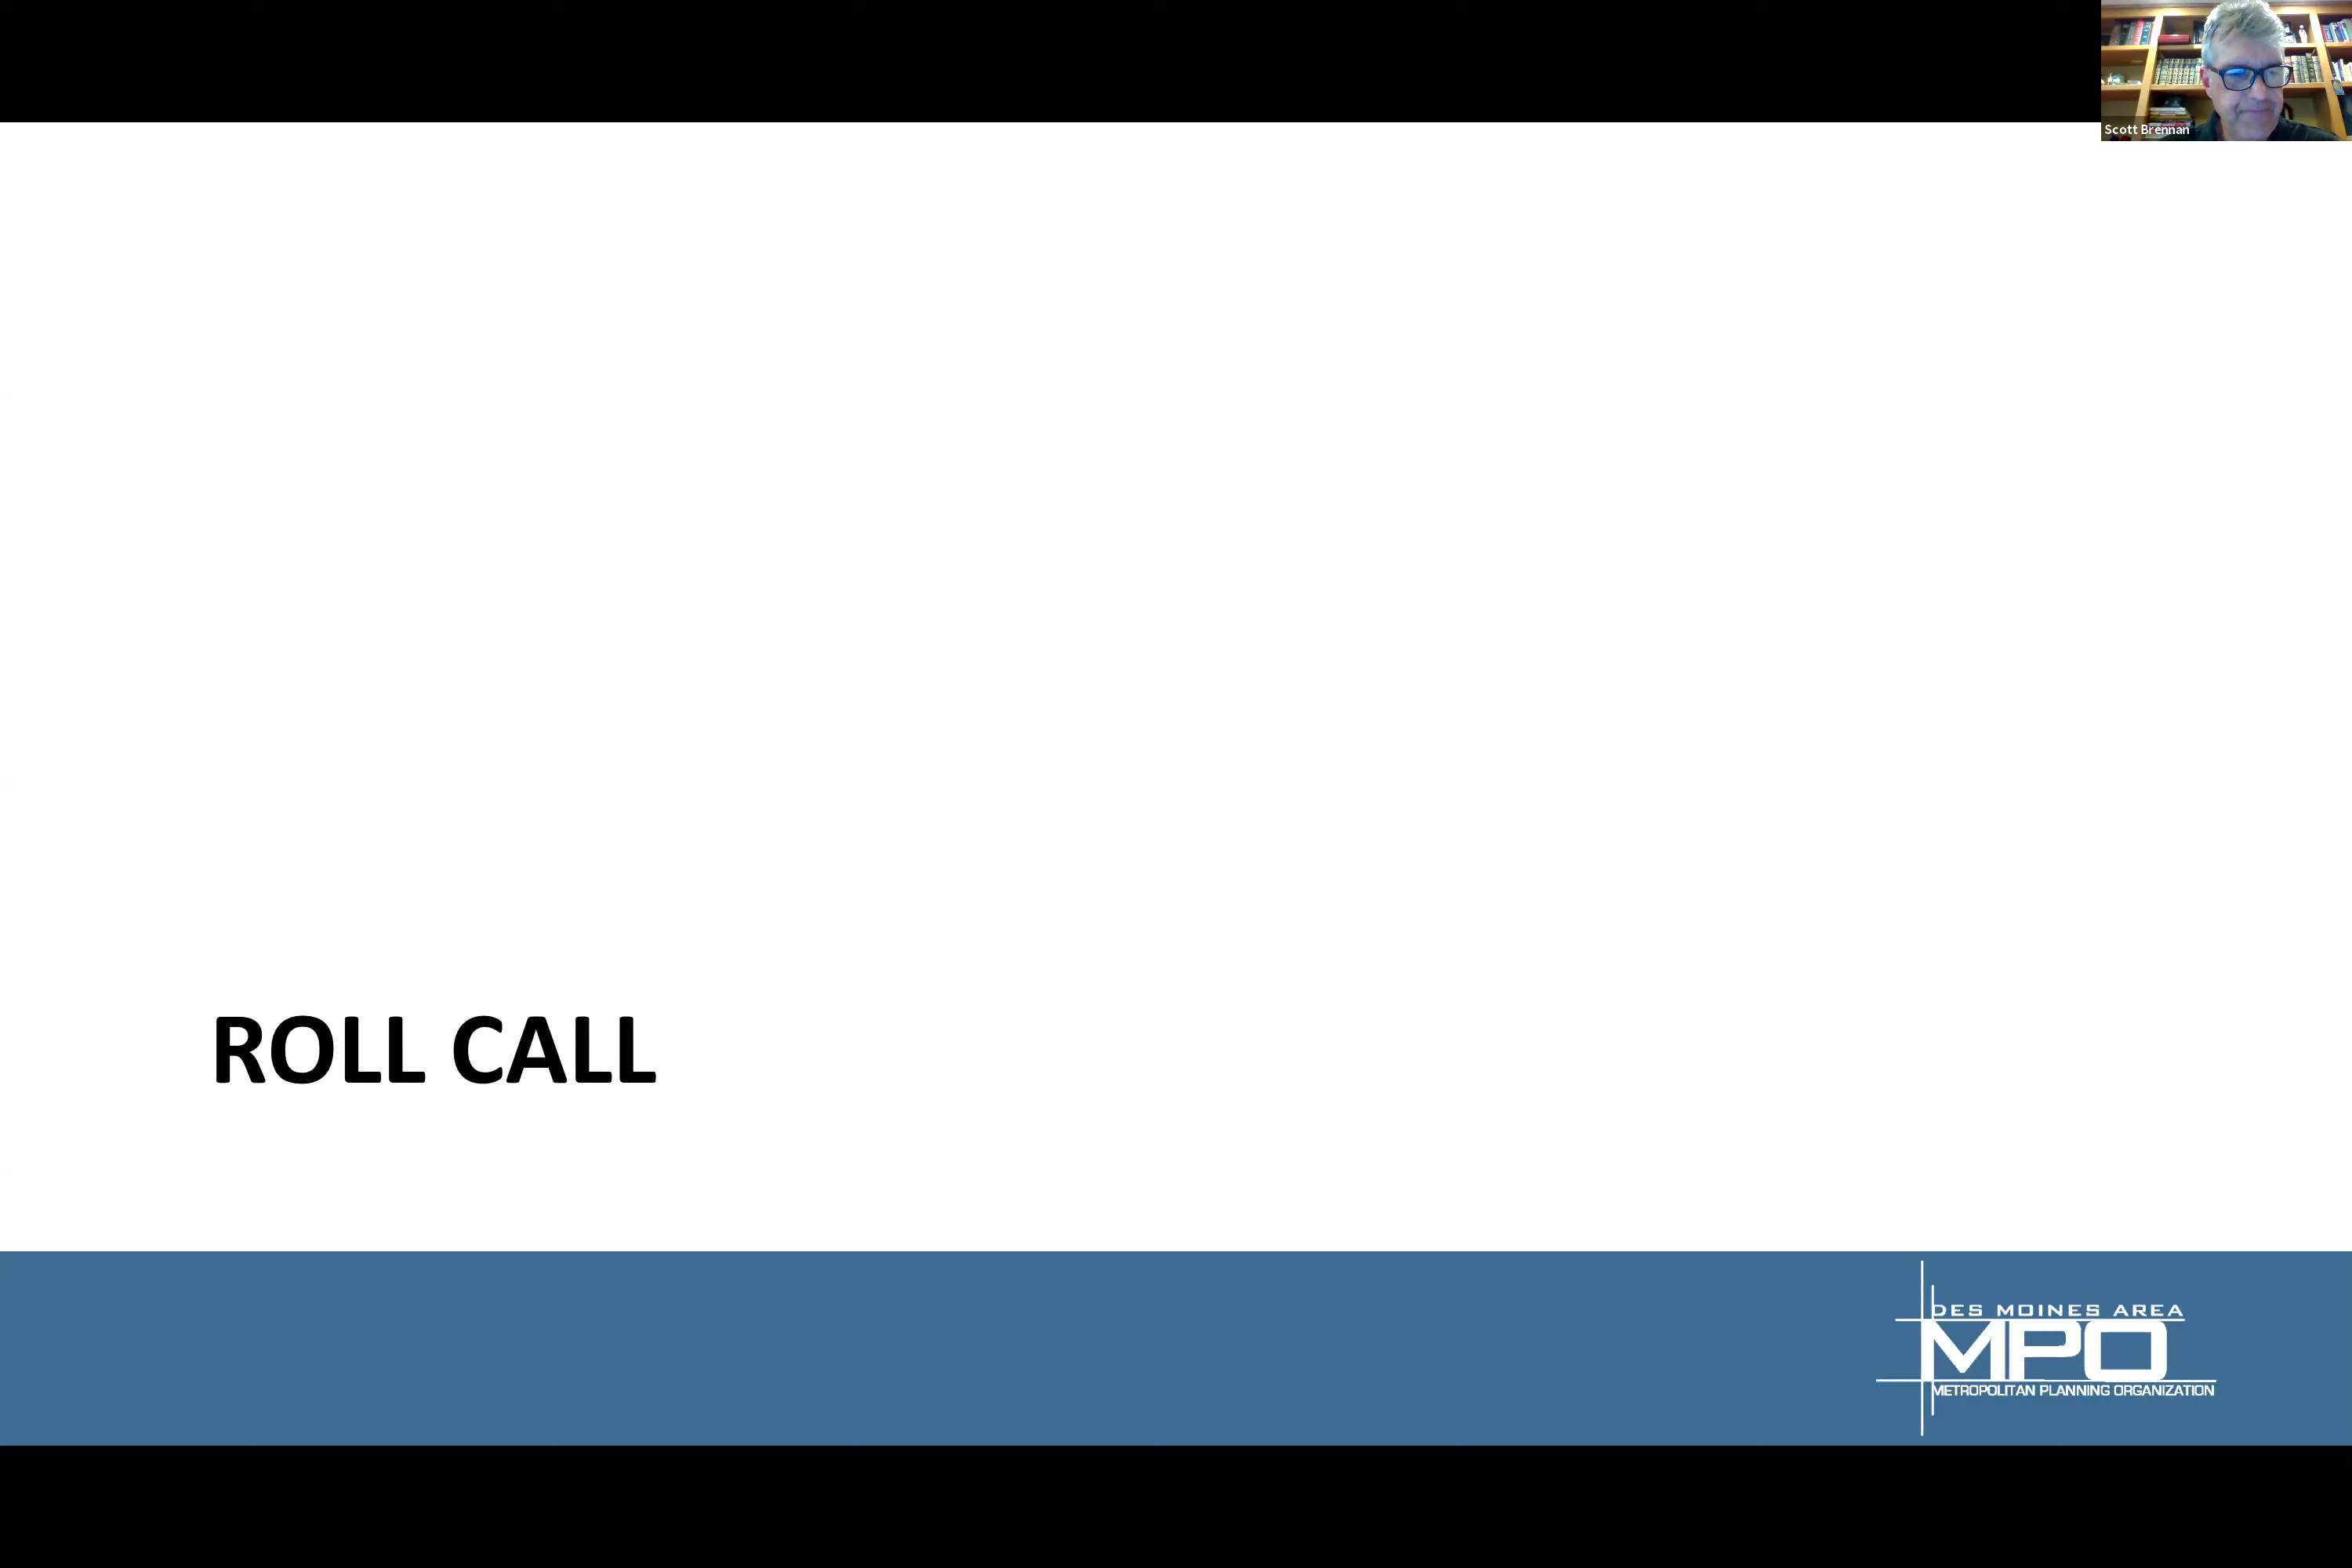 Scott Brennan
ROLL CALL
DES MOINES AREA
MPO
METROPOLITAN PLANNING ORGANIZATION